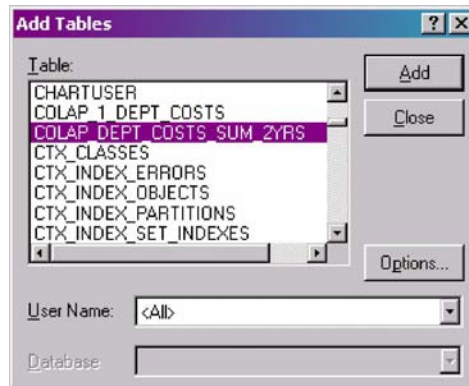 Add Tables
Table:
Add
CHARTUSER
COLAP_1_DEPT_COSTS
COLAP_DEPT_COSTS_SUM_2YRS
Close
CTX_CLASSES
CTX_INDEX_ERRORS
CTX_INDEX_OBJECTS
CTX_INDEX_PARTITIONS
CTX_INDEX_SET_INDEXES
Options...
User Name: <All>
Database